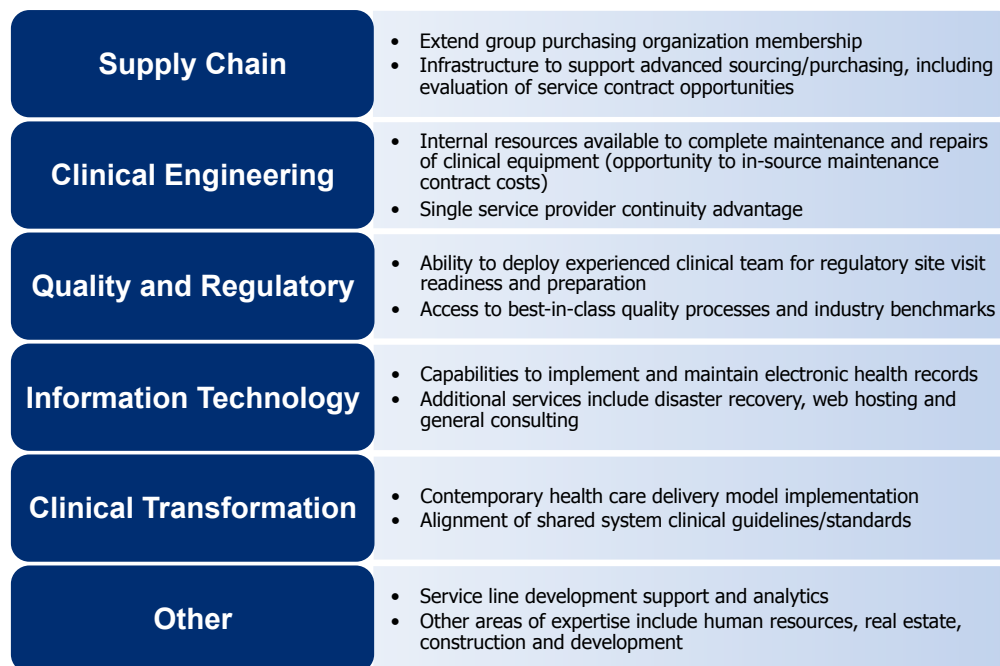 Supply Chain
• Extend group purchasing organization membership
• Infrastructure to support advanced sourcing/purchasing, including
evaluation of service contract opportunities
Clinical Engineering
• Internal resources available to complete maintenance and repairs
of clinical equipment (opportunity to in-source maintenance
contract costs)
• Single service provider continuity advantage
Quality and Regulatory
• Ability to deploy experienced clinical team for regulatory site visit
readiness and preparation
• Access to best-in-class quality processes and industry benchmarks
Information Technology
• Capabilities to implement and maintain electronic health records
• Additional services include disaster recovery, web hosting and
general consulting
Clinical Transformation
• Contemporary health care delivery model implementation
• Alignment of shared system clinical guidelines/standards
Other
• Service line development support and analytics
• Other areas of expertise include human resources, real estate,
construction and development